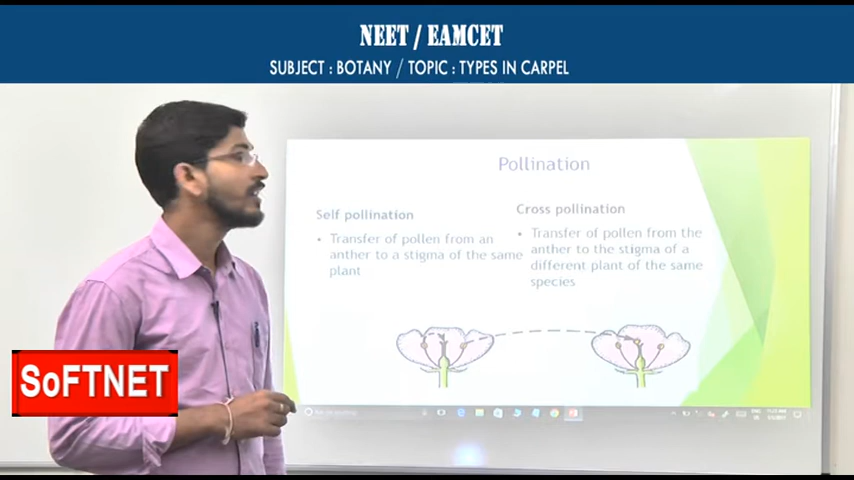 NEET / EAMCET
SUBJECT : BOTANY / TOPIC : TYPES IN CARPEL
Pollination
Self pollination
• Transfer of pollen from an
anther to a stigma of the same
plant
Cross pollination
• Transfer of pollen from the
anther to the stigma of a
different plant of the same
species
SoFTNET